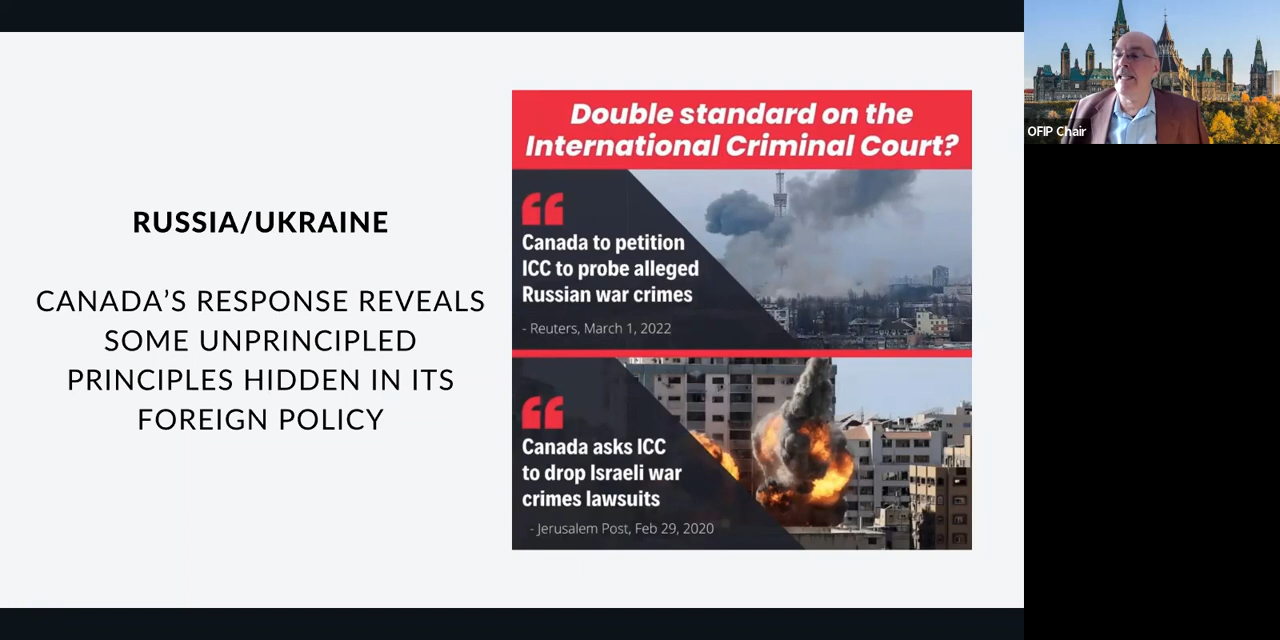 RUSSIA/UKRAINE
CANADA’S RESPONSE REVEALS
SOME UNPRINCIPLED
PRINCIPLES HIDDEN IN ITS
FOREIGN POLICY
Double standard on the
International Criminal Court?
Canada to petition
ICC to probe alleged
Russian war crimes
- Reuters, March 1, 2022
Canada asks ICC
to drop Israeli war
crimes lawsuits
- Jerusalem Post, Feb 29, 2020
OFIP Chair